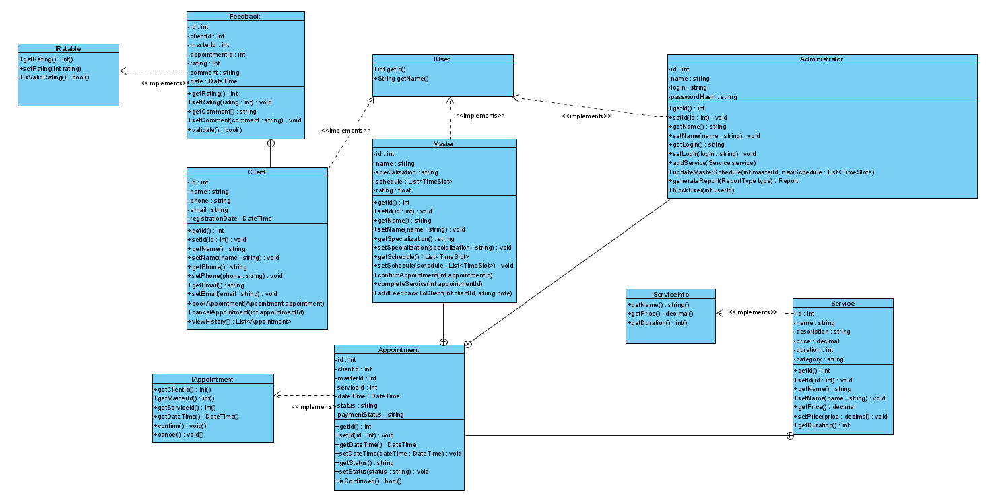 Feedback
-id : int
-clientId : int
-masterId : int
-appointmentId : int
-rating : int
-comment : string
-date : DateTime
+getRating() : int
+setRating(rating : int) : void
+getComment() : string
+setComment(comment : string) : void
+validate() : bool()
IRatable
+getRating() : int()
+setRating(int rating)
+isValidRating() : bool()
<<implements>>
IUser
+int getId()
+String getName()
Administrator
-id : int
-name : string
-login : string
-passwordHash : string
+getId() : int
+setId(id : int) : void
+getName() : string
+setName(name : string) : void
+getLogin() : string
+setLogin(login : string) : void
+addService(Service service)
+updateMasterSchedule(int masterId, newSchedule : List<TimeSlot>)
+generateReport(ReportType type) : Report
+blockUser(int userId)
<<implements>>
<<implements>>
<<implements>>
Client
-id : int
-name : string
-phone : string
-email : string
-registrationDate : DateTime
+getId() : int
+setId(id : int) : void
+getName() : string
+setName(name : string) : void
+getPhone() : string
+setPhone(phone : string) : void
+getEmail() : string
+setEmail(email : string) : void
+bookAppointment(Appointment appointment)
+cancelAppointment(int appointmentId)
+viewHistory() : List<Appointment>
Master
-id : int
-name : string
-specialization : string
-schedule : List<TimeSlot>
-rating : float
+getId() : int
+setId(id : int) : void
+getName() : string
+setName(name : string) : void
+getSpecialization() : string
+setSpecialization(specialization : string) : void
+getSchedule() : List<TimeSlot>
+setSchedule(schedule : List<TimeSlot>) : void
+confirmAppointment(int appointmentId)
+completeService(int appointmentId)
+addFeedbackToClient(int clientId, string note)
IServiceInfo
+getName() : string()
+getPrice() : decimal()
+getDuration() : int()
<<implements>>
Service
-id : int
-name : string
-description : string
-price : decimal
-duration : int
-category : string
+getId() : int
+setId(id : int) : void
+getName() : string
+setName(name : string) : void
+getPrice() : decimal
+setPrice(price : decimal) : void
+getDuration() : int
IAppointment
+getClientId() : int()
+getMasterId() : int()
+getServiceId() : int()
+getDateTime() : DateTime()
+confirm() : void()
+cancel() : void()
<<implements>>
Appointment
-id : int
-clientId : int
-masterId : int
-serviceId : int
-dateTime : DateTime
-status : string
-paymentStatus : string
+getId() : int
+setId(id : int) : void
+getDateTime() : DateTime
+setDateTime(dateTime : DateTime) : void
+getStatus() : string
+setStatus(status : string) : void
+isConfirmed() : bool()